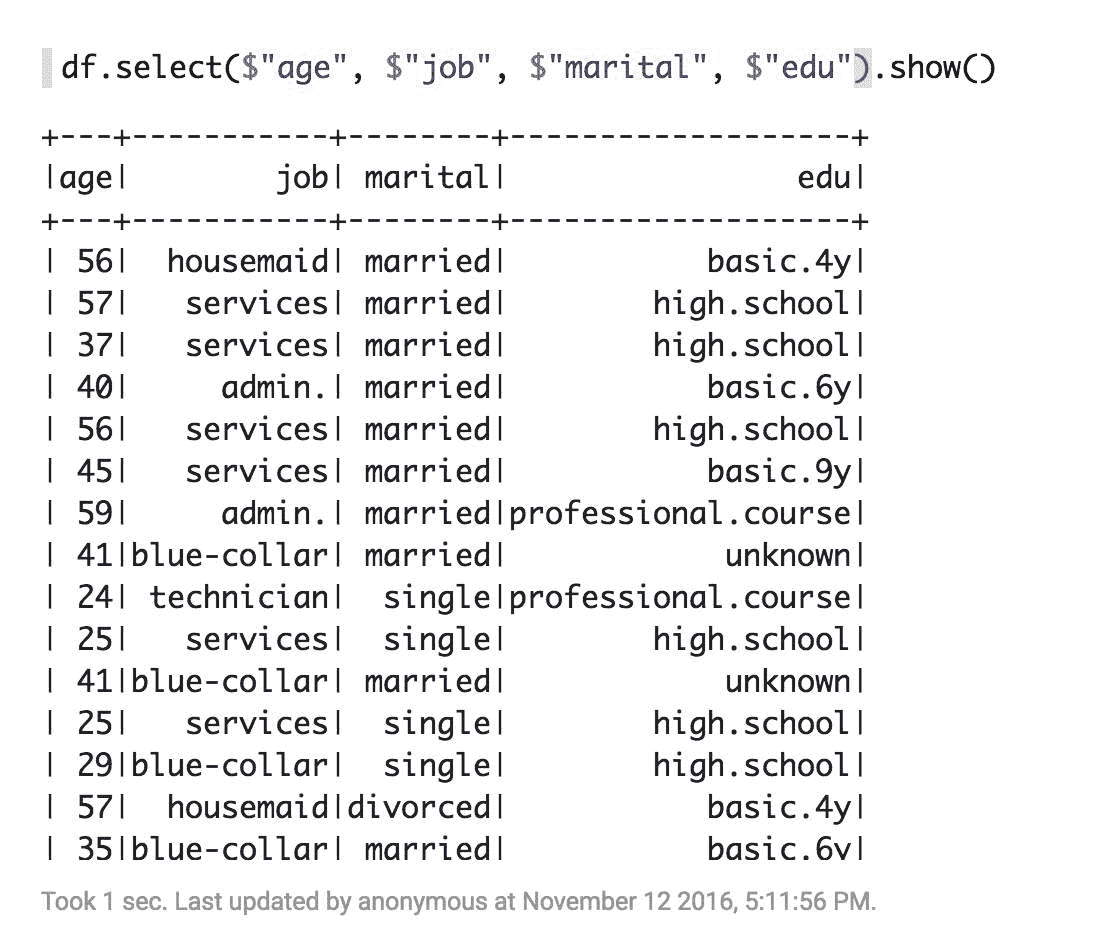 df.select($"age", $"job", $"marital", $"edu").show()
+---+-----------+--------+-------------------+
|age|        job| marital|                edu|
+---+-----------+--------+-------------------+
| 56|  housemaid| married|           basic.4y|
| 57|   services| married|        high.school|
| 37|   services| married|        high.school|
| 40|     admin.| married|           basic.6y|
| 56|   services| married|        high.school|
| 45|   services| married|           basic.9y|
| 59|     admin.| married|professional.course|
| 41|blue-collar| married|            unknown|
| 24| technician|  single|professional.course|
| 25|   services|  single|        high.school|
| 41|blue-collar| married|            unknown|
| 25|   services|  single|        high.school|
| 29|blue-collar|  single|        high.school|
| 57|  housemaid|divorced|           basic.4y|
| 35|blue-collar| married|           basic.6y|
Took 1 sec. Last updated by anonymous at November 12 2016, 5:11:56 PM.